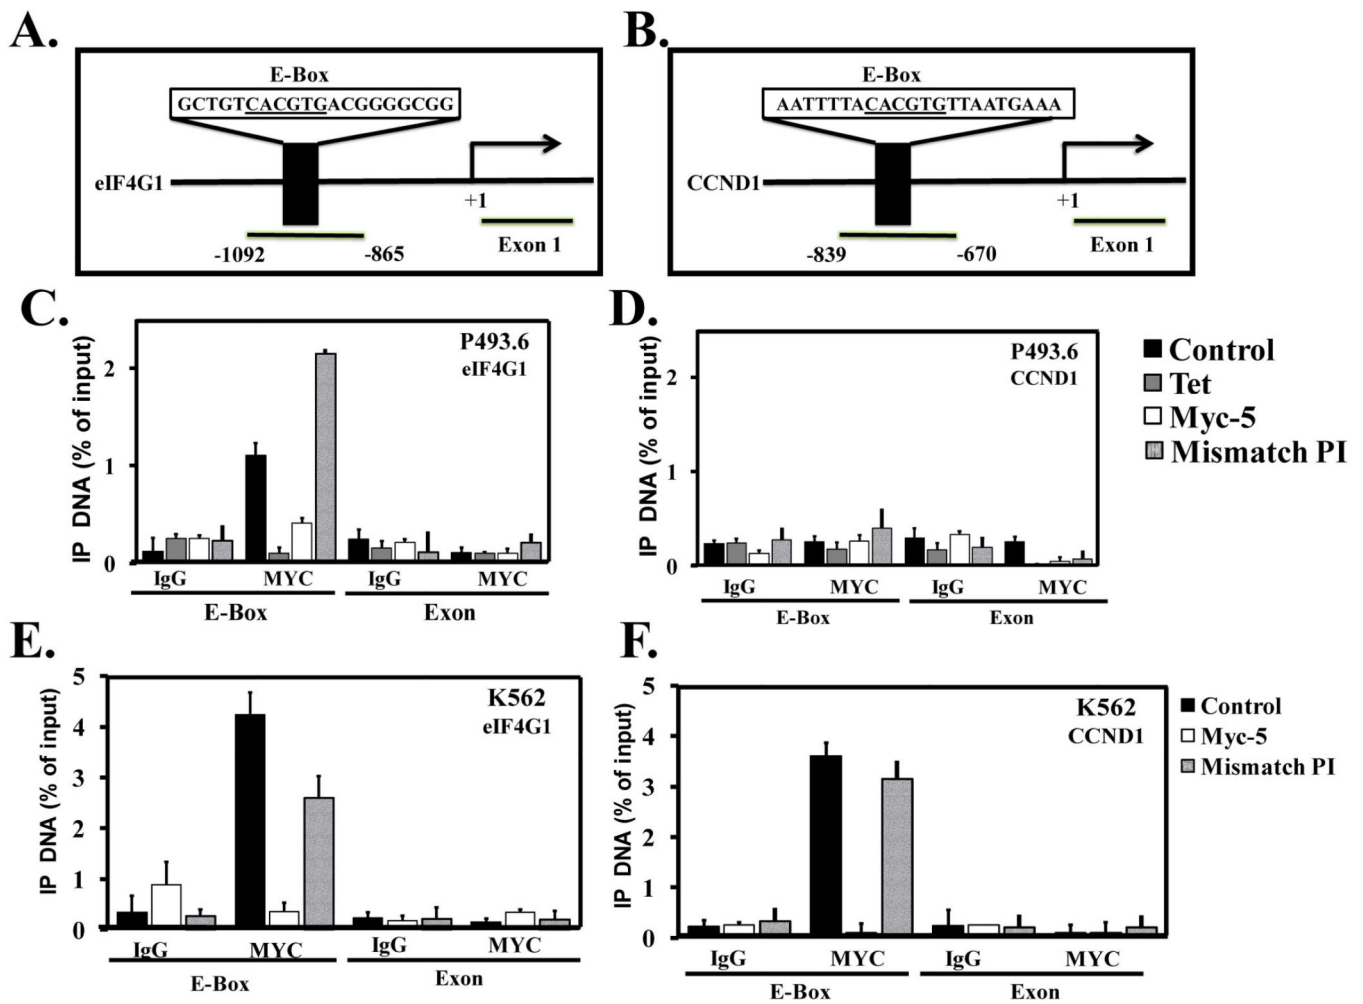 A.
B.
E-Box
GCTGTCACGTGACGGGGCGG
eIF4G1
+1
Exon 1
-1092
-865
E-Box
AATTTTACACGTGTTAATGAAA
CCND1
+1
Exon 1
-839
-670
C.
P493.6
eIF4G1
IP DNA (% of input)
2
1
0
IgG
MYC
IgG
MYC
E-Box
Exon
D.
P493.6
CCND1
IP DNA (% of input)
2
1
0
IgG
MYC
IgG
MYC
E-Box
Exon
Control
Tet
Myc-5
Mismatch PI
E.
K562
eIF4G1
IP DNA (% of input)
5
4
3
2
1
0
IgG
MYC
IgG
MYC
E-Box
Exon
F.
K562
CCND1
IP DNA (% of input)
5
4
3
2
1
0
IgG
MYC
IgG
MYC
E-Box
Exon
Control
Myc-5
Mismatch PI